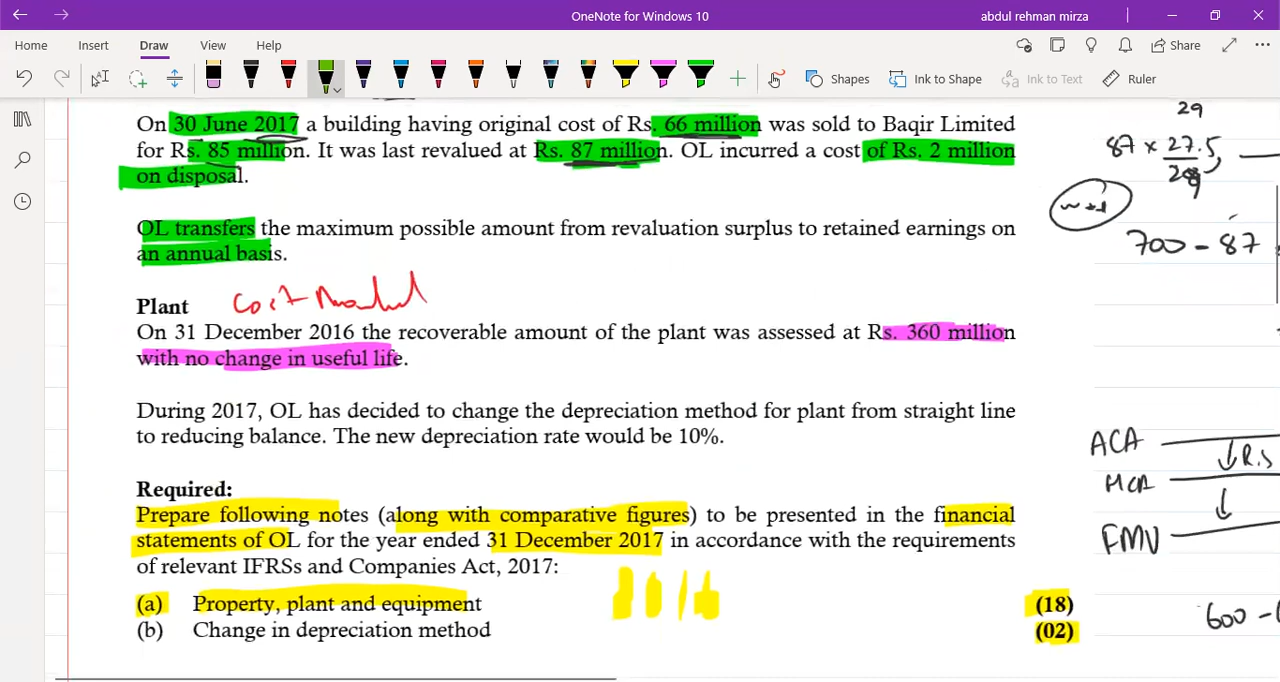 OneNote for Windows 10
abdul rehman mirza
Home Insert Draw View Help
Share
Shapes
Ink to Shape
Ink to Text
Ruler
On 30 June 2017 a building having original cost of Rs. 66 million was sold to Baqir Limited
for Rs. 85 million. It was last revalued at Rs. 87 million. OL incurred a cost of Rs. 2 million
on disposal.
OL transfers the maximum possible amount from revaluation surplus to retained earnings on
an annual basis.
Plant
Cost Model
On 31 December 2016 the recoverable amount of the plant was assessed at Rs. 360 million
with no change in useful life.
During 2017, OL has decided to change the depreciation method for plant from straight line
to reducing balance. The new depreciation rate would be 10%.
Required:
Prepare following notes (along with comparative figures) to be presented in the financial
statements of OL for the year ended 31 December 2017 in accordance with the requirements
of relevant IFRSs and Companies Act, 2017:
(a) Property, plant and equipment (18)
(b) Change in depreciation method (02)
29
87 × 27.5
700 - 87
ACA
R.S
MCA
FMV
600 -